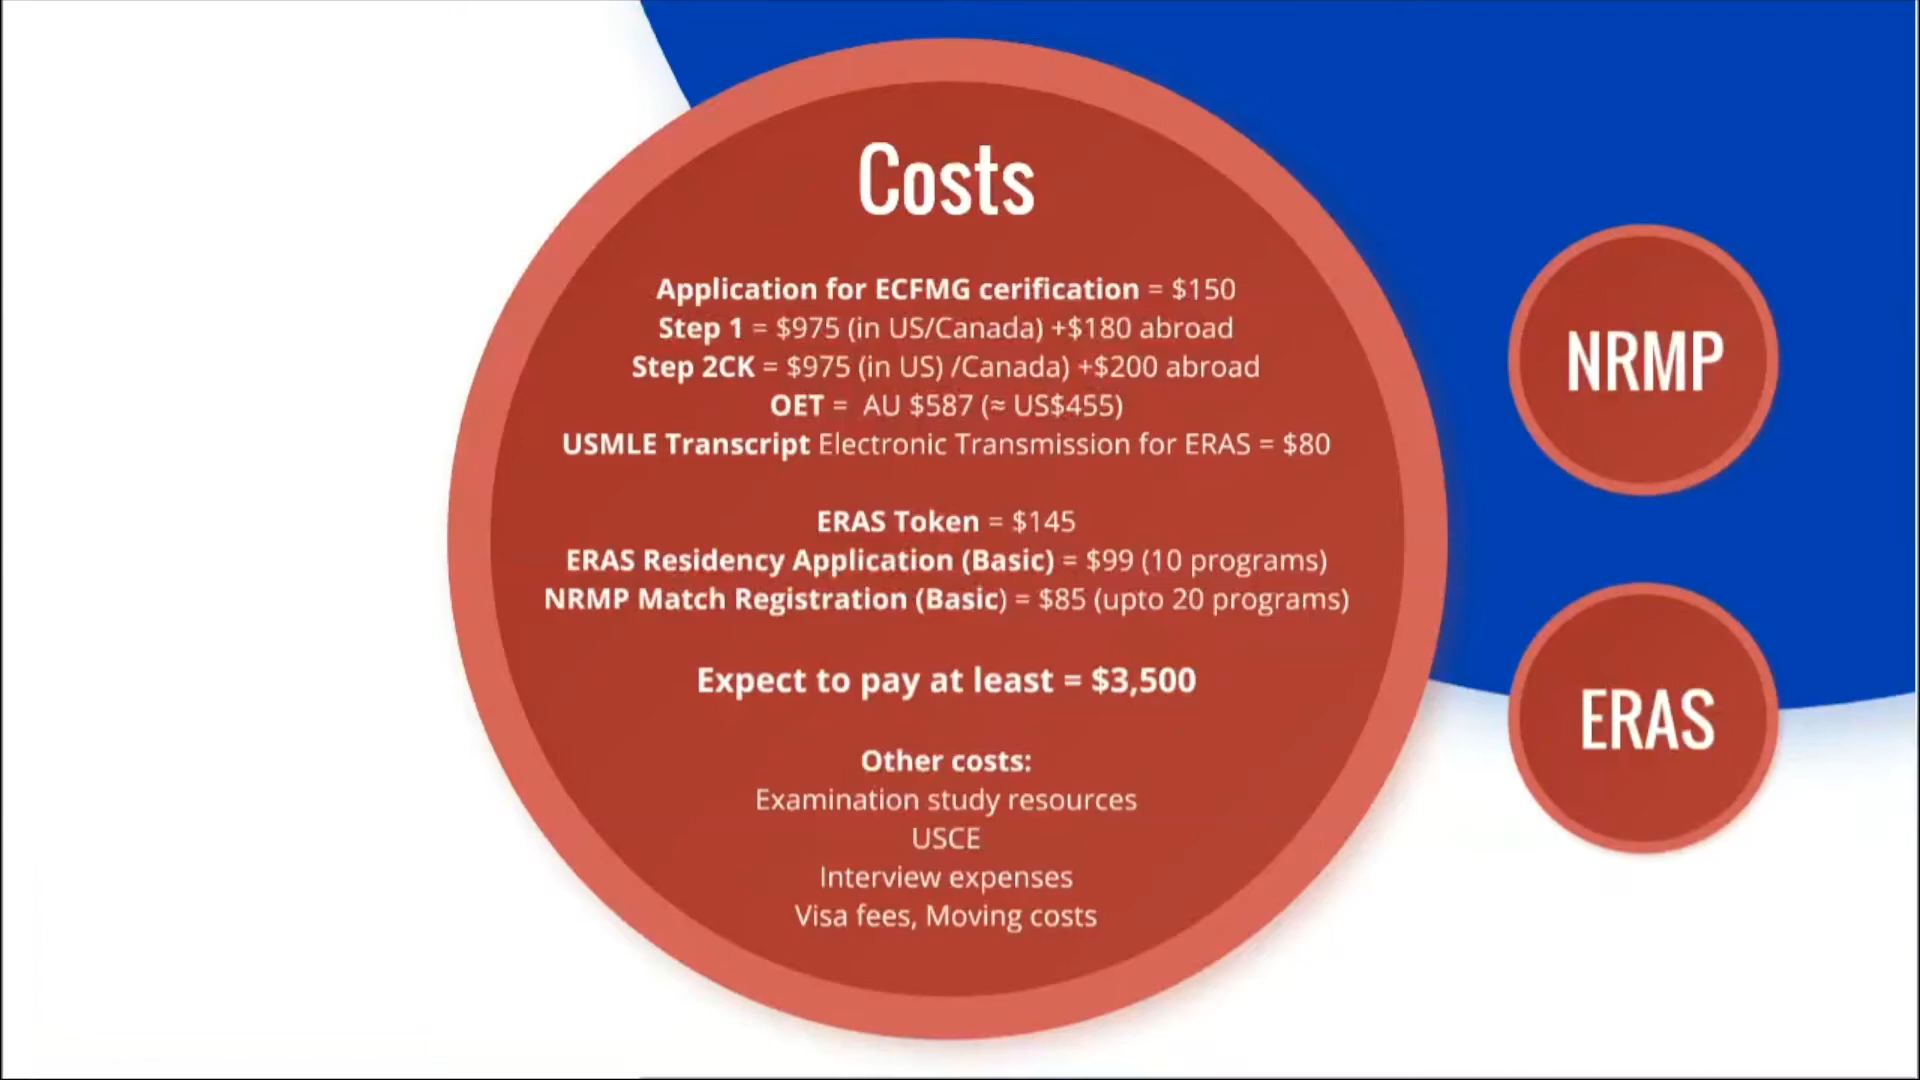 Costs
Application for ECFMG cerification = $150
Step 1 = $975 (in US/Canada) +$180 abroad
Step 2CK = $975 (in US) /Canada) +$200 abroad
OET = AU $587 (≈ US$455)
USMLE Transcript Electronic Transmission for ERAS = $80
ERAS Token = $145
ERAS Residency Application (Basic) = $99 (10 programs)
NRMP Match Registration (Basic) = $85 (upto 20 programs)
Expect to pay at least = $3,500
Other costs:
Examination study resources
USCE
Interview expenses
Visa fees, Moving costs
NRMP
ERAS